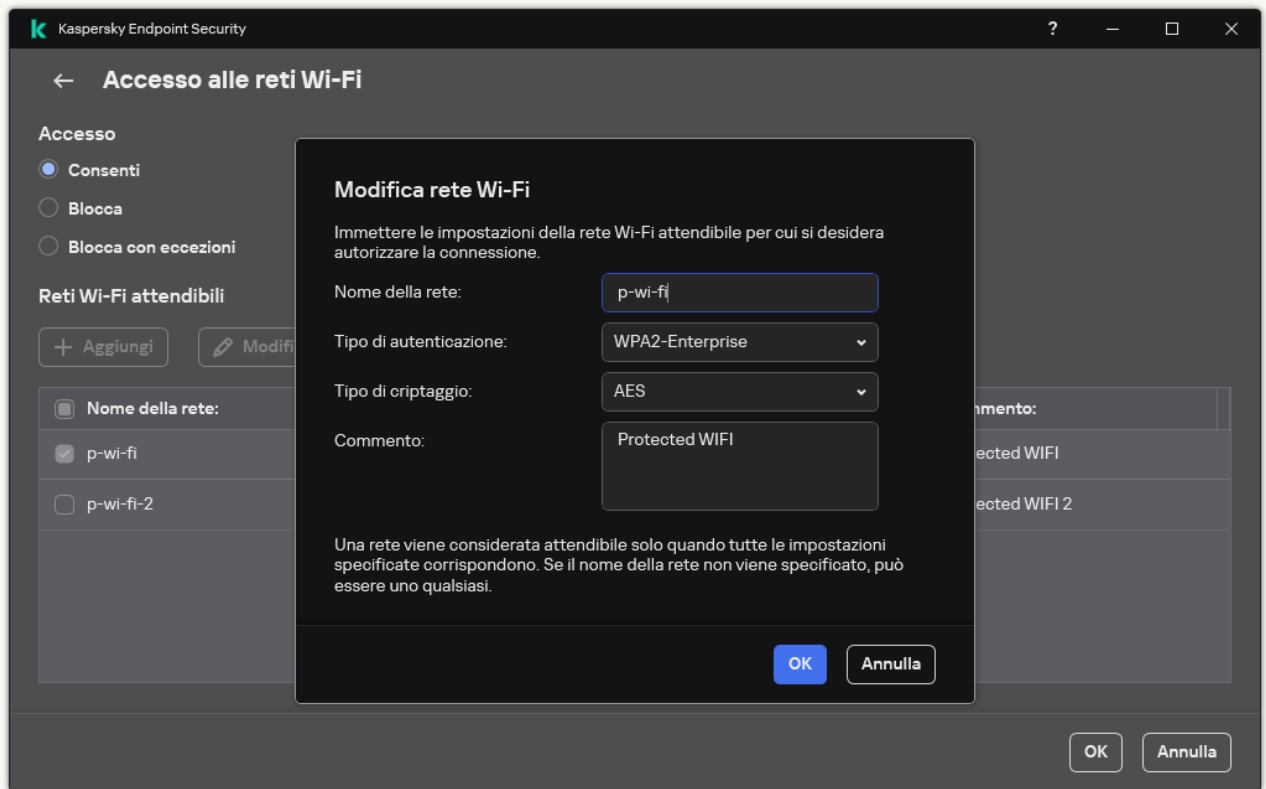 Kaspersky Endpoint Security
?
Accesso alle reti Wi-Fi
Accesso
Consenti
Blocca
Blocca con eccezioni
Reti Wi-Fi attendibili
Aggiungi
Modifi
Nome della rete:
mmento:
p-wi-fi
ected WIFI
p-wi-fi-2
ected WIFI 2
Modifica rete Wi-Fi
Immettere le impostazioni della rete Wi-Fi attendibile per cui si desidera
autorizzare la connessione.
Nome della rete:
p-wi-fi
Tipo di autenticazione:
WPA2-Enterprise
Tipo di criptaggio:
AES
Commento:
Protected WIFI
Una rete viene considerata attendibile solo quando tutte le impostazioni
specificate corrispondono. Se il nome della rete non viene specificato, può
essere uno qualsiasi.
OK
Annulla
OK
Annulla